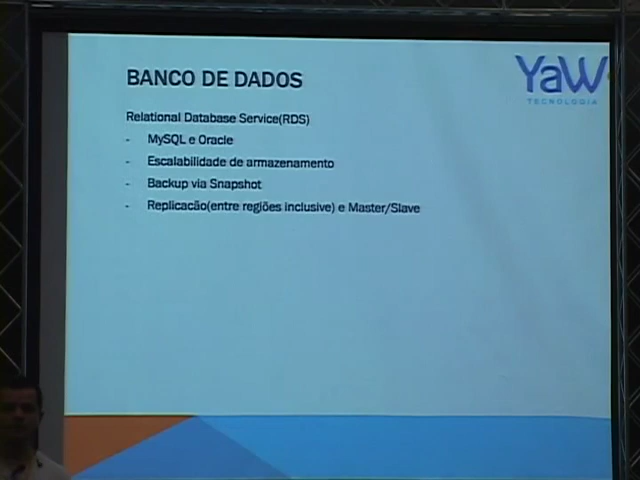 BANCO DE DADOS
YaW
TECNOLOGIA
Relational Database Service(RDS)
- MySQL e Oracle
- Escalabilidade de armazenamento
- Backup via Snapshot
- Replicacão(entre regiões inclusive) e Master/Slave